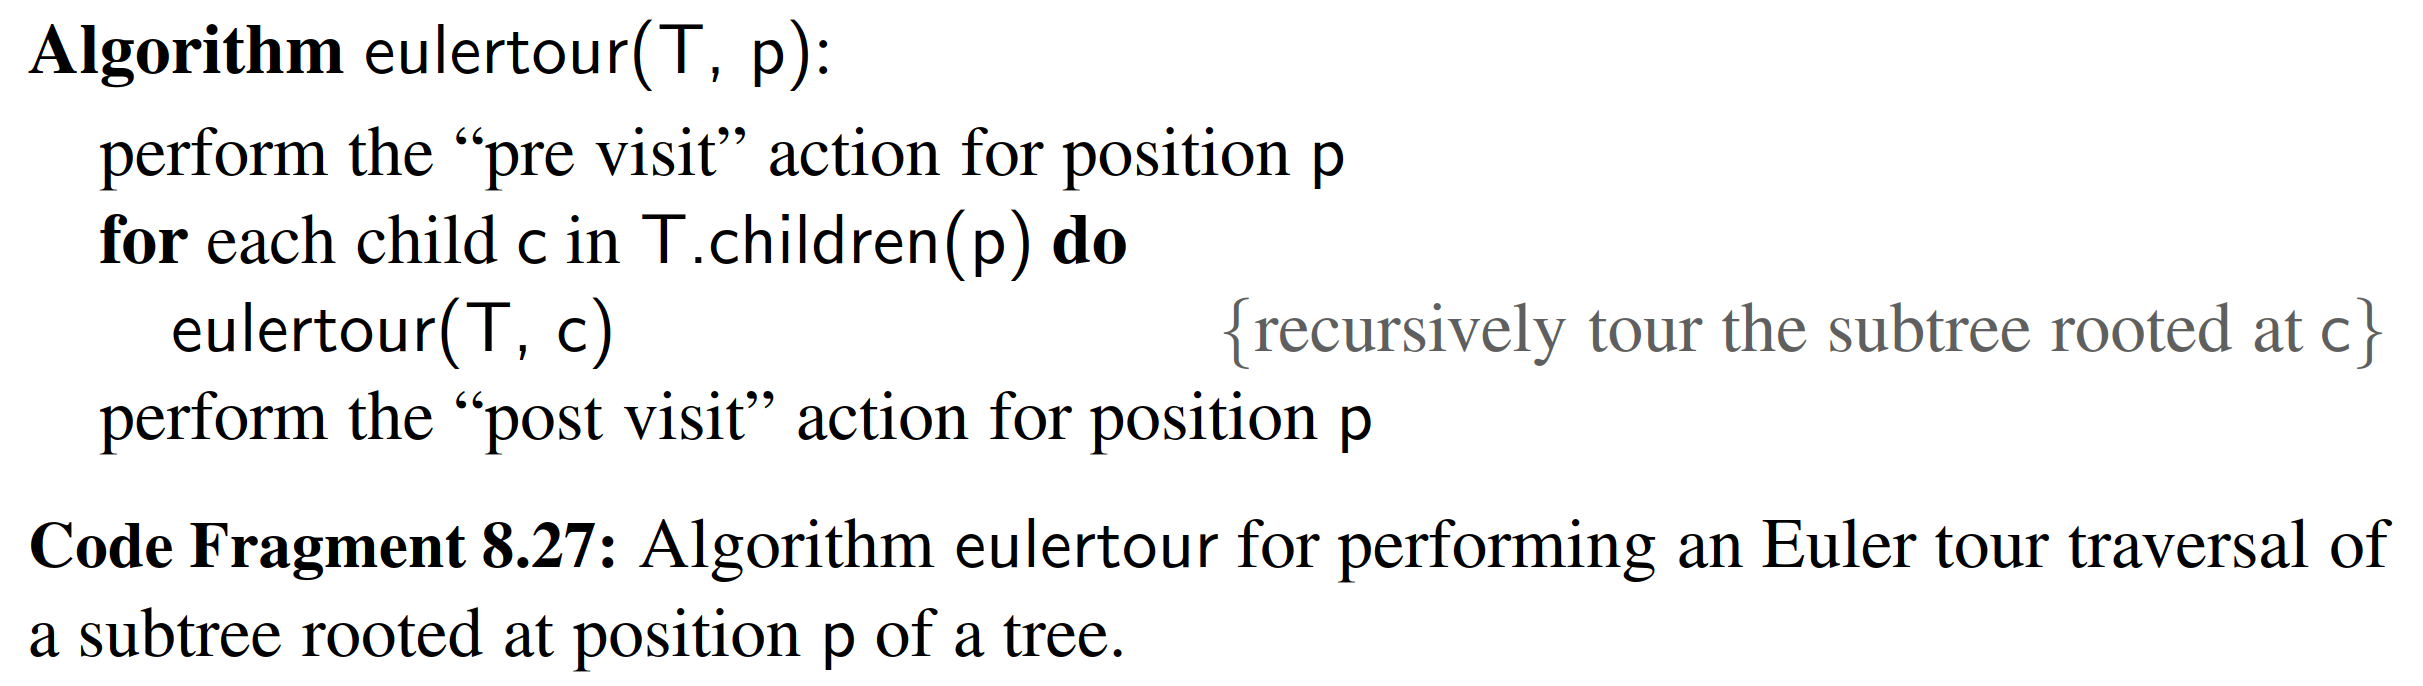 Algorithm eulertour(T, p):
perform the “pre visit” action for position p
for each child c in T.children(p) do
eulertour(T, c) {recursively tour the subtree rooted at c}
perform the “post visit” action for position p
Code Fragment 8.27: Algorithm eulertour for performing an Euler tour traversal of
a subtree rooted at position p of a tree.